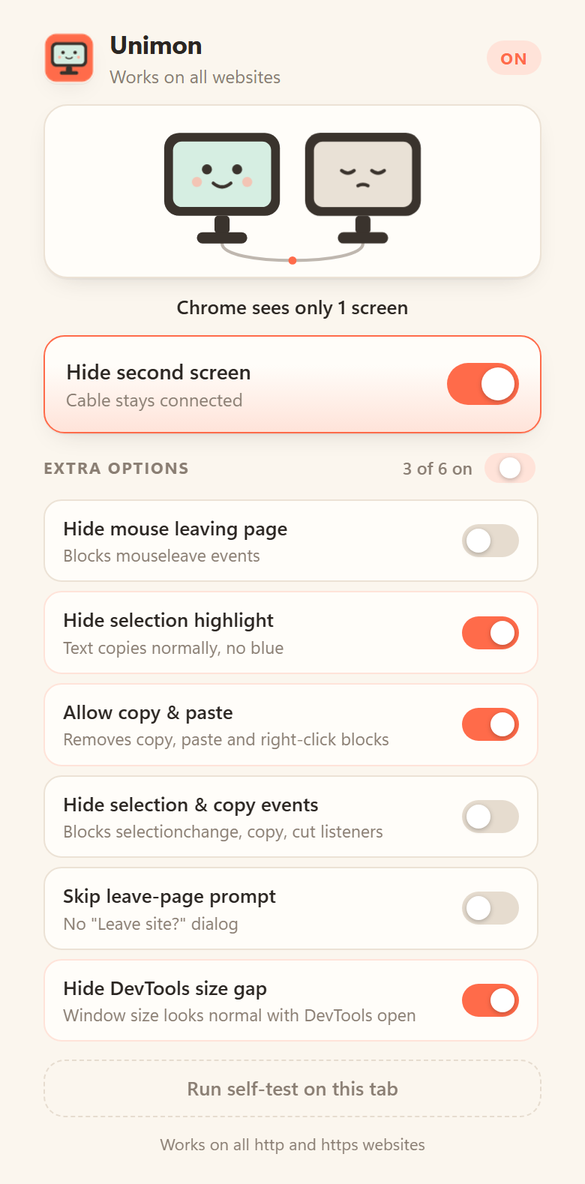 Unimon
Works on all websites
ON
Chrome sees only 1 screen
Hide second screen
Cable stays connected
EXTRA OPTIONS
3 of 6 on
Hide mouse leaving page
Blocks mouseleave events
Hide selection highlight
Text copies normally, no blue
Allow copy & paste
Removes copy, paste and right-click blocks
Hide selection & copy events
Blocks selectionchange, copy, cut listeners
Skip leave-page prompt
No "Leave site?" dialog
Hide DevTools size gap
Window size looks normal with DevTools open
Run self-test on this tab
Works on all http and https websites